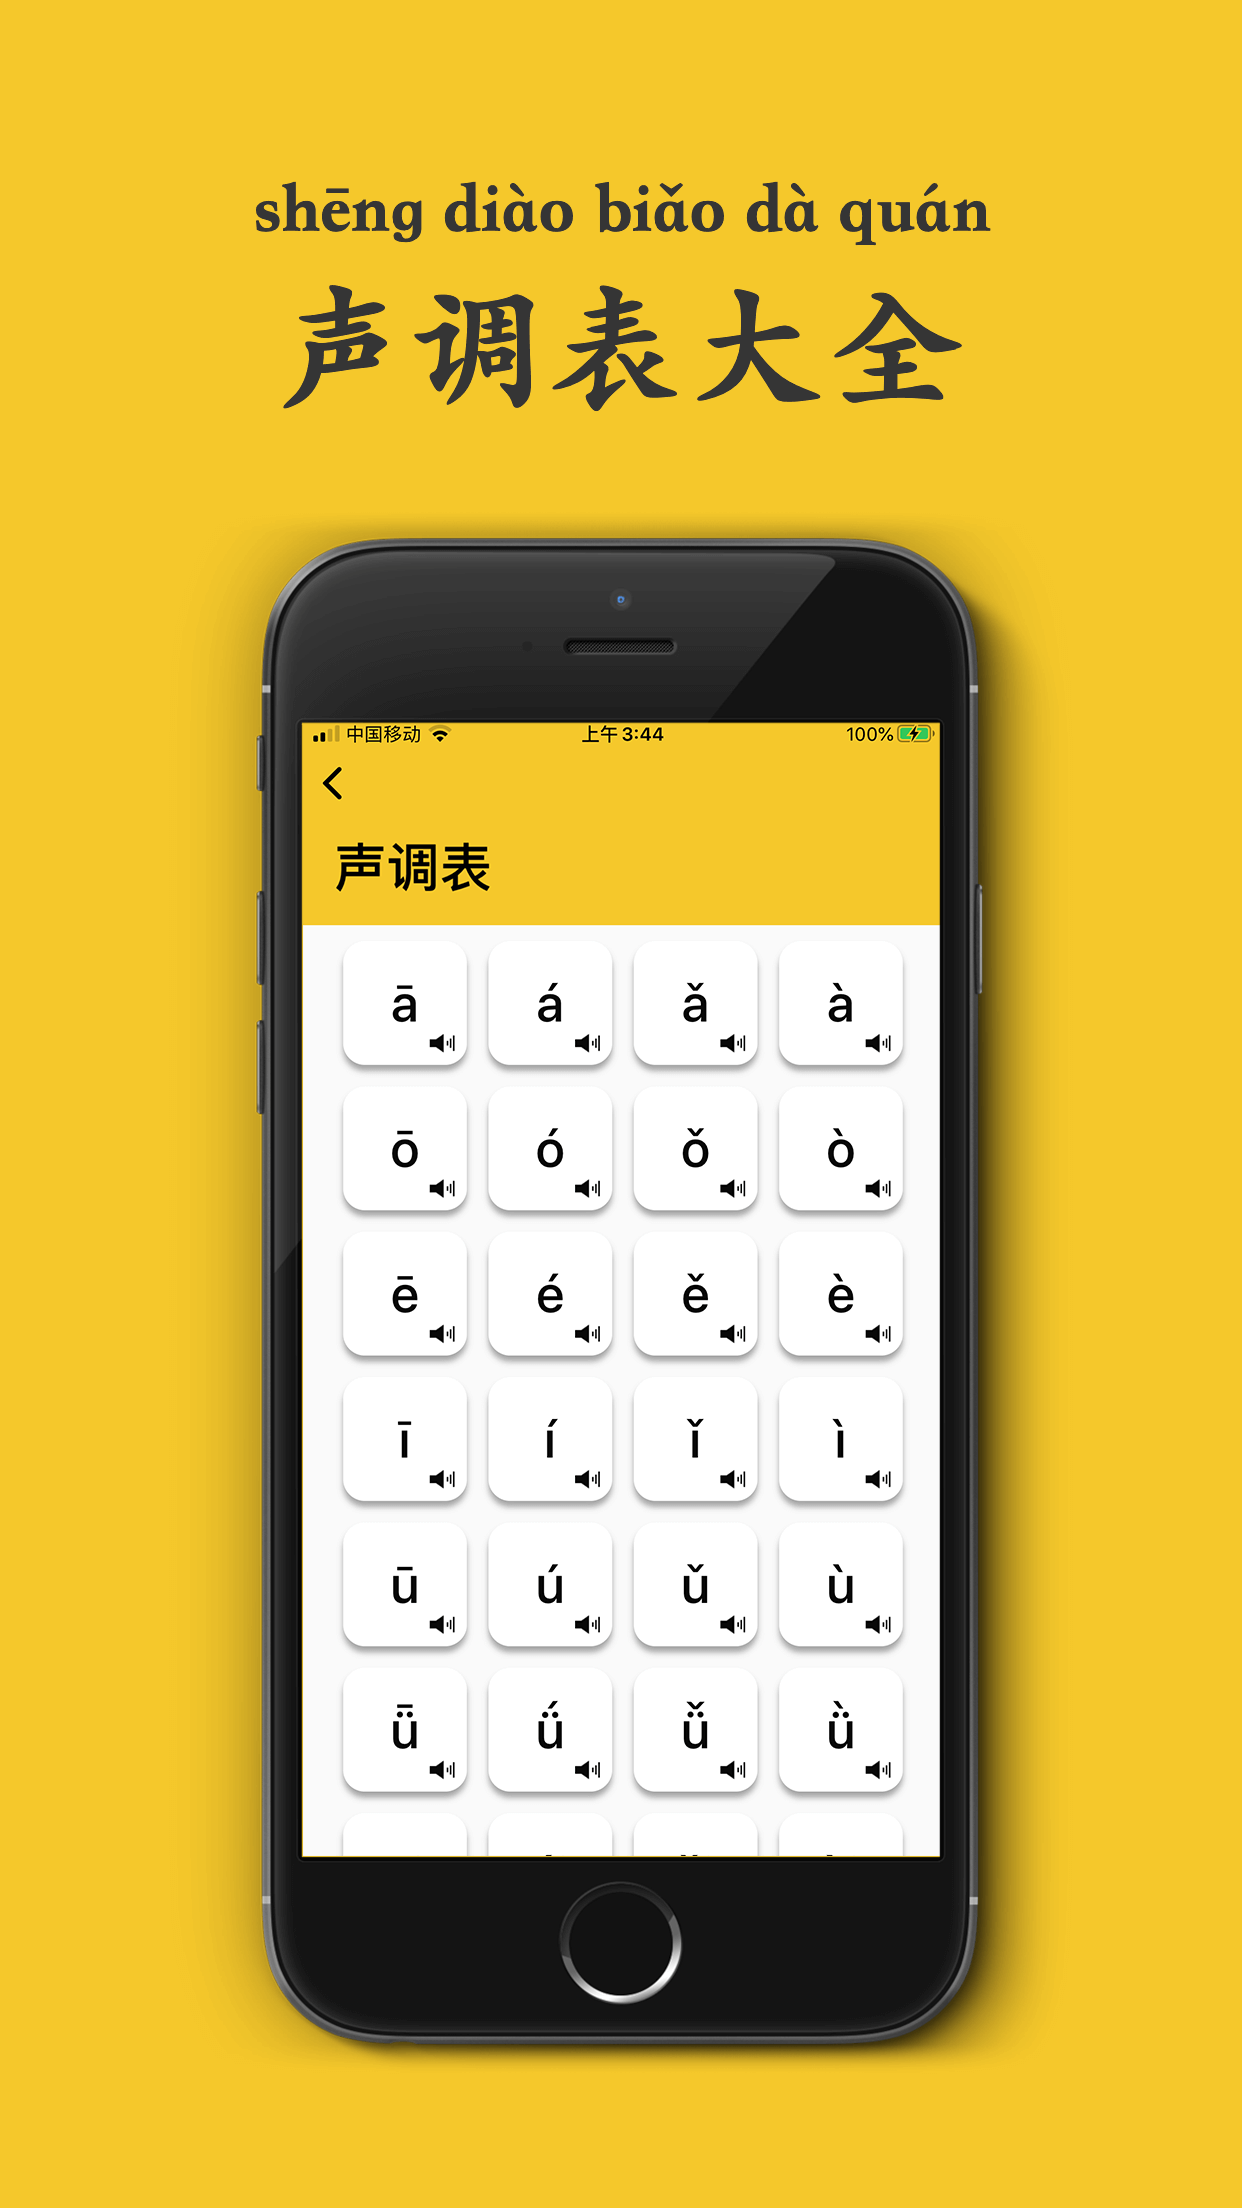 shēng diào biǎo dà quán
声调表大全
中国移动 上午3:44 100%
声调表
ā á ǎ à
ō ó ǒ ò
ē é ě è
ī í ǐ ì
ū ú ǔ ù
ǖ ǘ ǚ ǜ